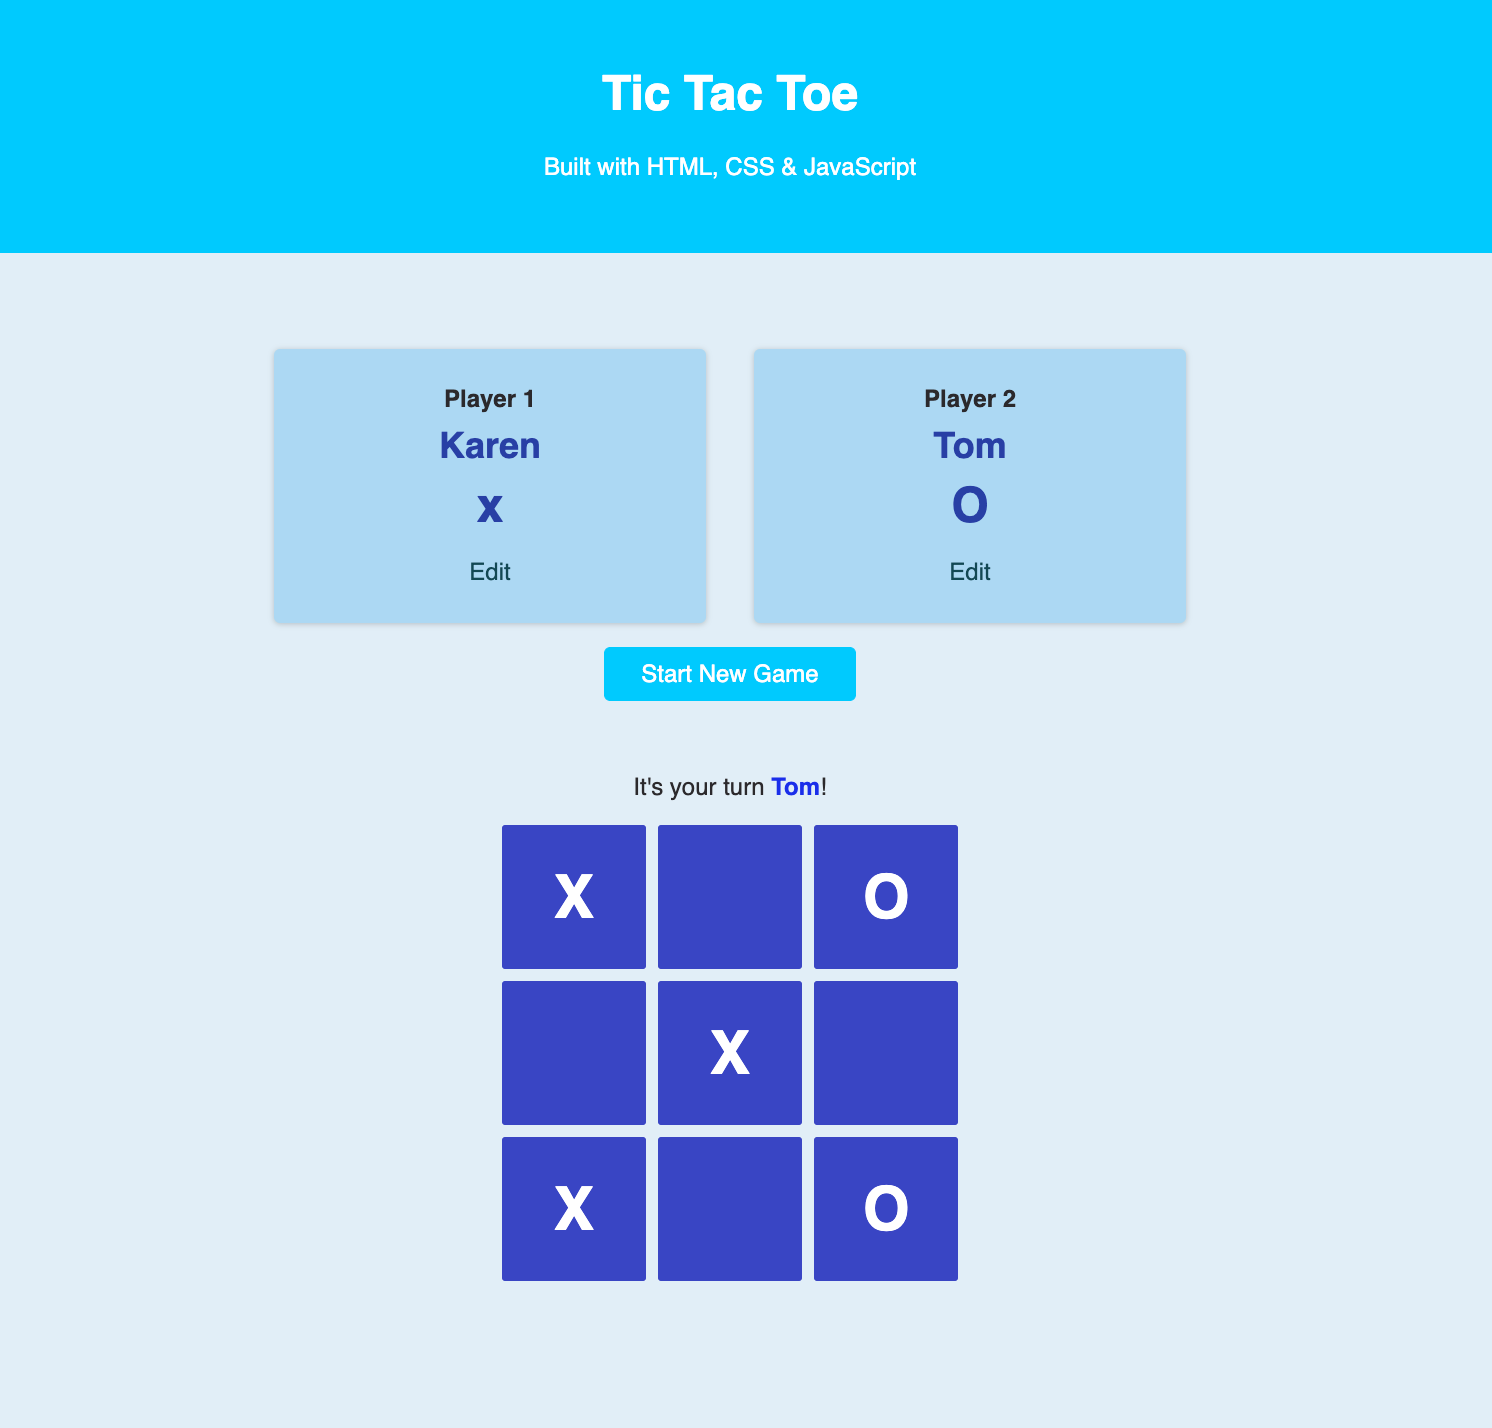 Tic Tac Toe
Built with HTML, CSS & JavaScript
Player 1
Karen
x
Edit
Player 2
Tom
O
Edit
Start New Game
It's your turn Tom!
X O
X
X O